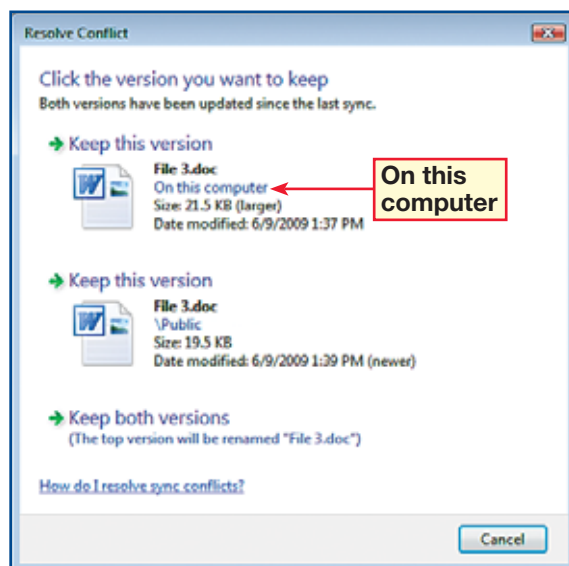 Resolve Conflict
Click the version you want to keep
Both versions have been updated since the last sync.
Keep this version
File 3.doc
On this computer
On this
computer
Size: 21.5 KB (larger)
Date modified: 6/9/2009 1:37 PM
Keep this version
File 3.doc
\Public
Size: 19.5 KB
Date modified: 6/9/2009 1:39 PM (newer)
Keep both versions
(The top version will be renamed "File 3.doc")
How do I resolve sync conflicts?
Cancel